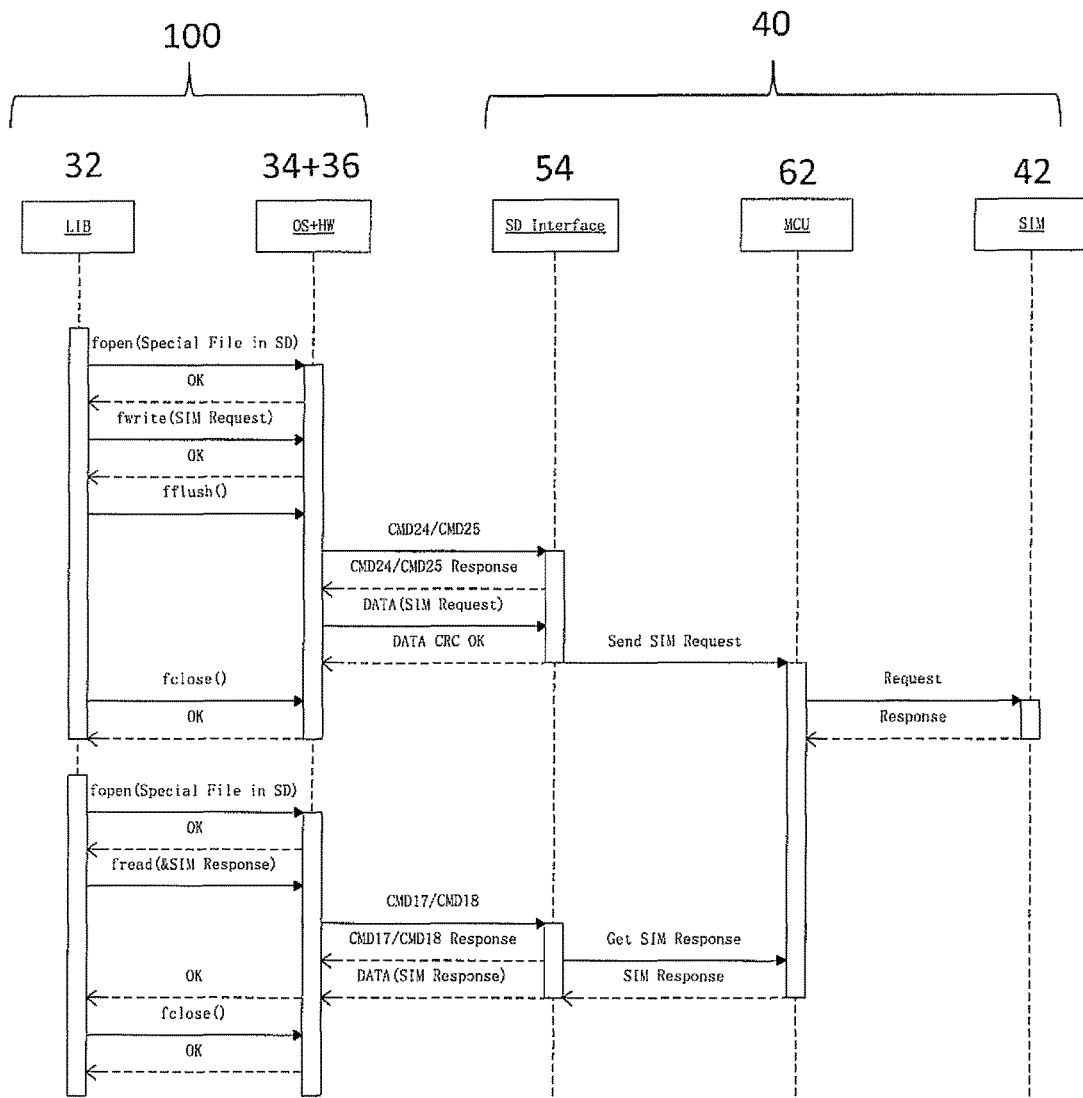 100
40
32
34+36
54
62
42
LIB
OS+HW
SD Interface
MCU
SIM
fopen(Special File in SD)
OK
fwrite(SIM Request)
OK
fflush()
CMD24/CMD25
CMD24/CMD25 Response
DATA(SIM Request)
DATA CRC OK
Send SIM Request
fclose()
Request
OK
Response
fopen(Special File in SD)
OK
fread(&SIM Response)
CMD17/CMD18
CMD17/CMD18 Response
Get SIM Response
OK
DATA(SIM Response)
SIM Response
fclose()
OK